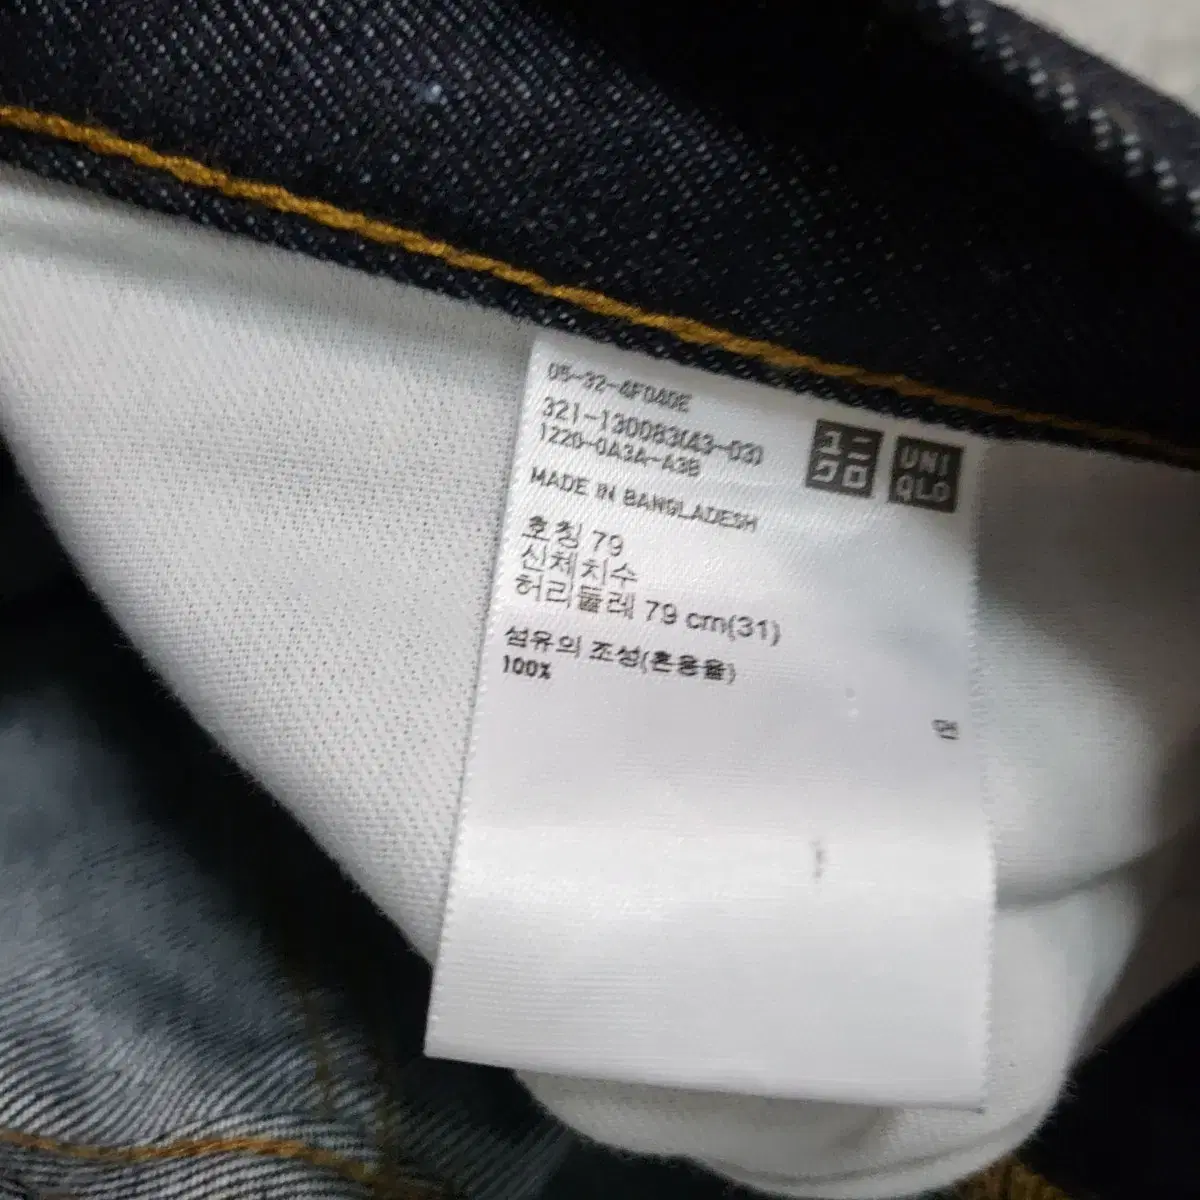 05-32-4F040E
321-130083(43-03)
1220-0A3A-A3B
ユニ
クロ
UNI
QLO
MADE IN BANGLADESH
호칭 79
신체치수
허리둘레 79 cm(31)
섬유의 조성(혼용율)
100%
면